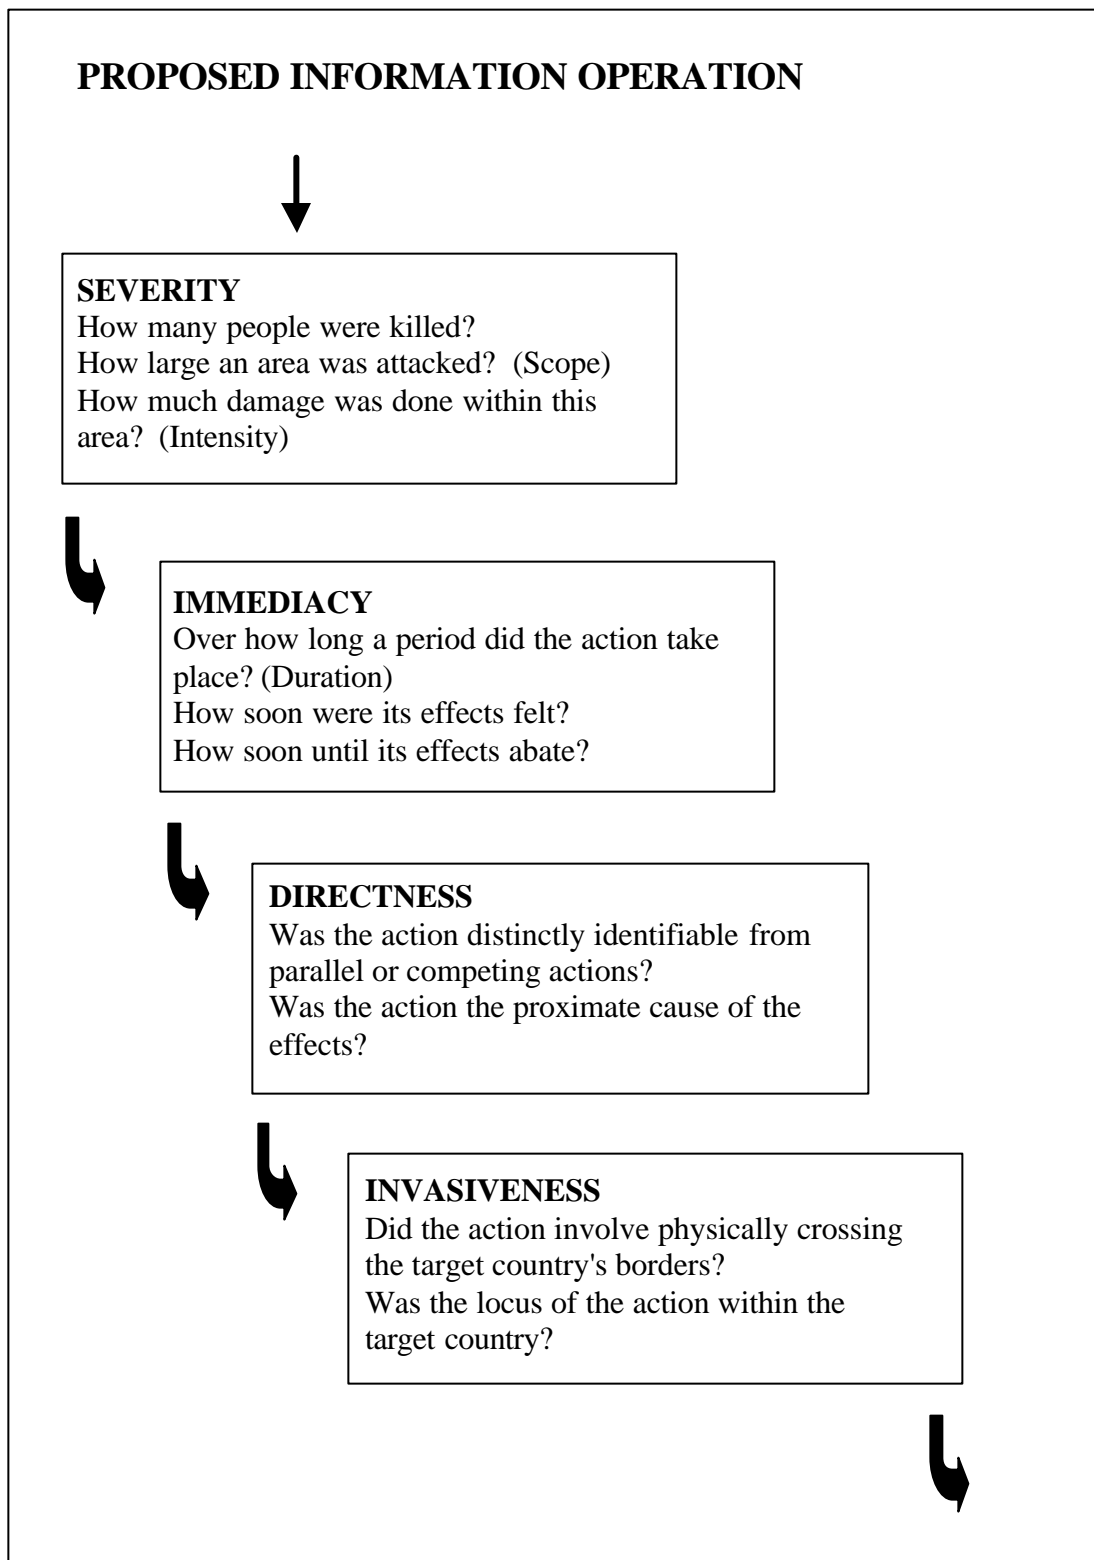 PROPOSED INFORMATION OPERATION
SEVERITY
How many people were killed?
How large an area was attacked?  (Scope)
How much damage was done within this
area?  (Intensity)
IMMEDIACY
Over how long a period did the action take
place? (Duration)
How soon were its effects felt?
How soon until its effects abate?
DIRECTNESS
Was the action distinctly identifiable from
parallel or competing actions?
Was the action the proximate cause of the
effects?
INVASIVENESS
Did the action involve physically crossing
the target country's borders?
Was the locus of the action within the
target country?